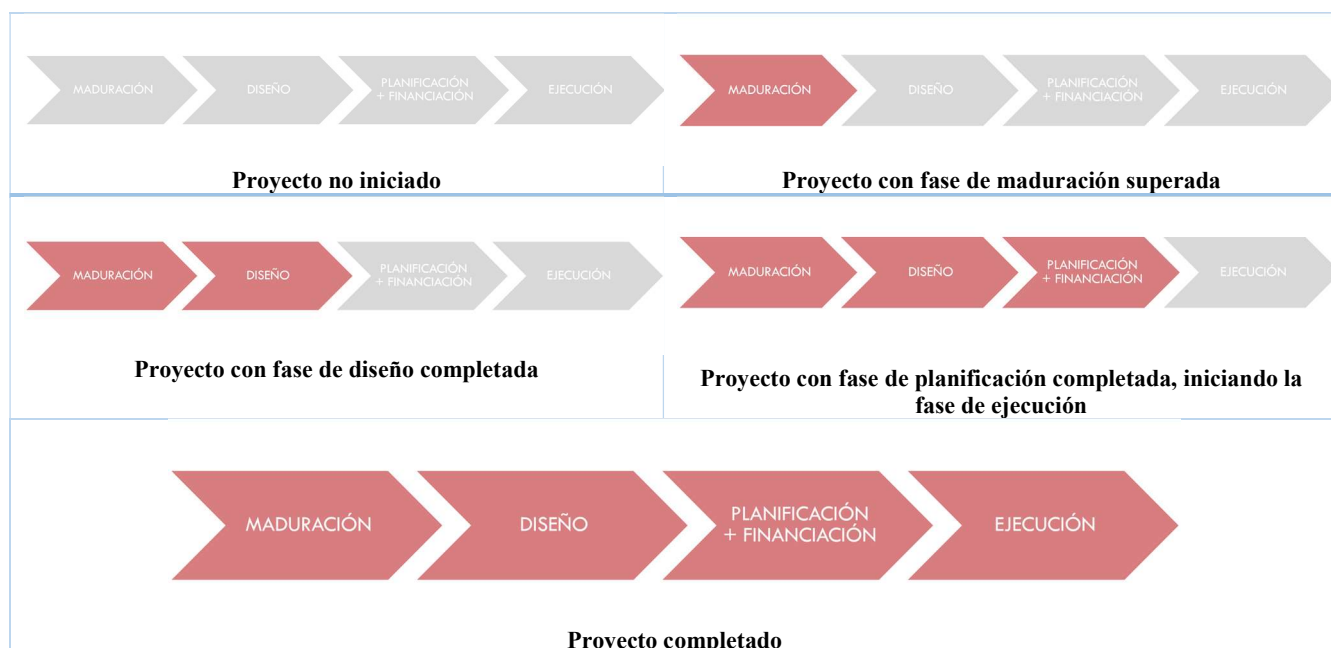 MADURACIÓN
DISEÑO
PLANIFICACIÓN
+ FINANCIACIÓN
EJECUCIÓN
Proyecto no iniciado
MADURACIÓN
DISEÑO
PLANIFICACIÓN
+ FINANCIACIÓN
EJECUCIÓN
Proyecto con fase de maduración superada
MADURACIÓN
DISEÑO
PLANIFICACIÓN
+ FINANCIACIÓN
EJECUCIÓN
Proyecto con fase de diseño completada
MADURACIÓN
DISEÑO
PLANIFICACIÓN
+ FINANCIACIÓN
EJECUCIÓN
Proyecto con fase de planificación completada, iniciando la
fase de ejecución
MADURACIÓN
DISEÑO
PLANIFICACIÓN
+ FINANCIACIÓN
EJECUCIÓN
Proyecto completado